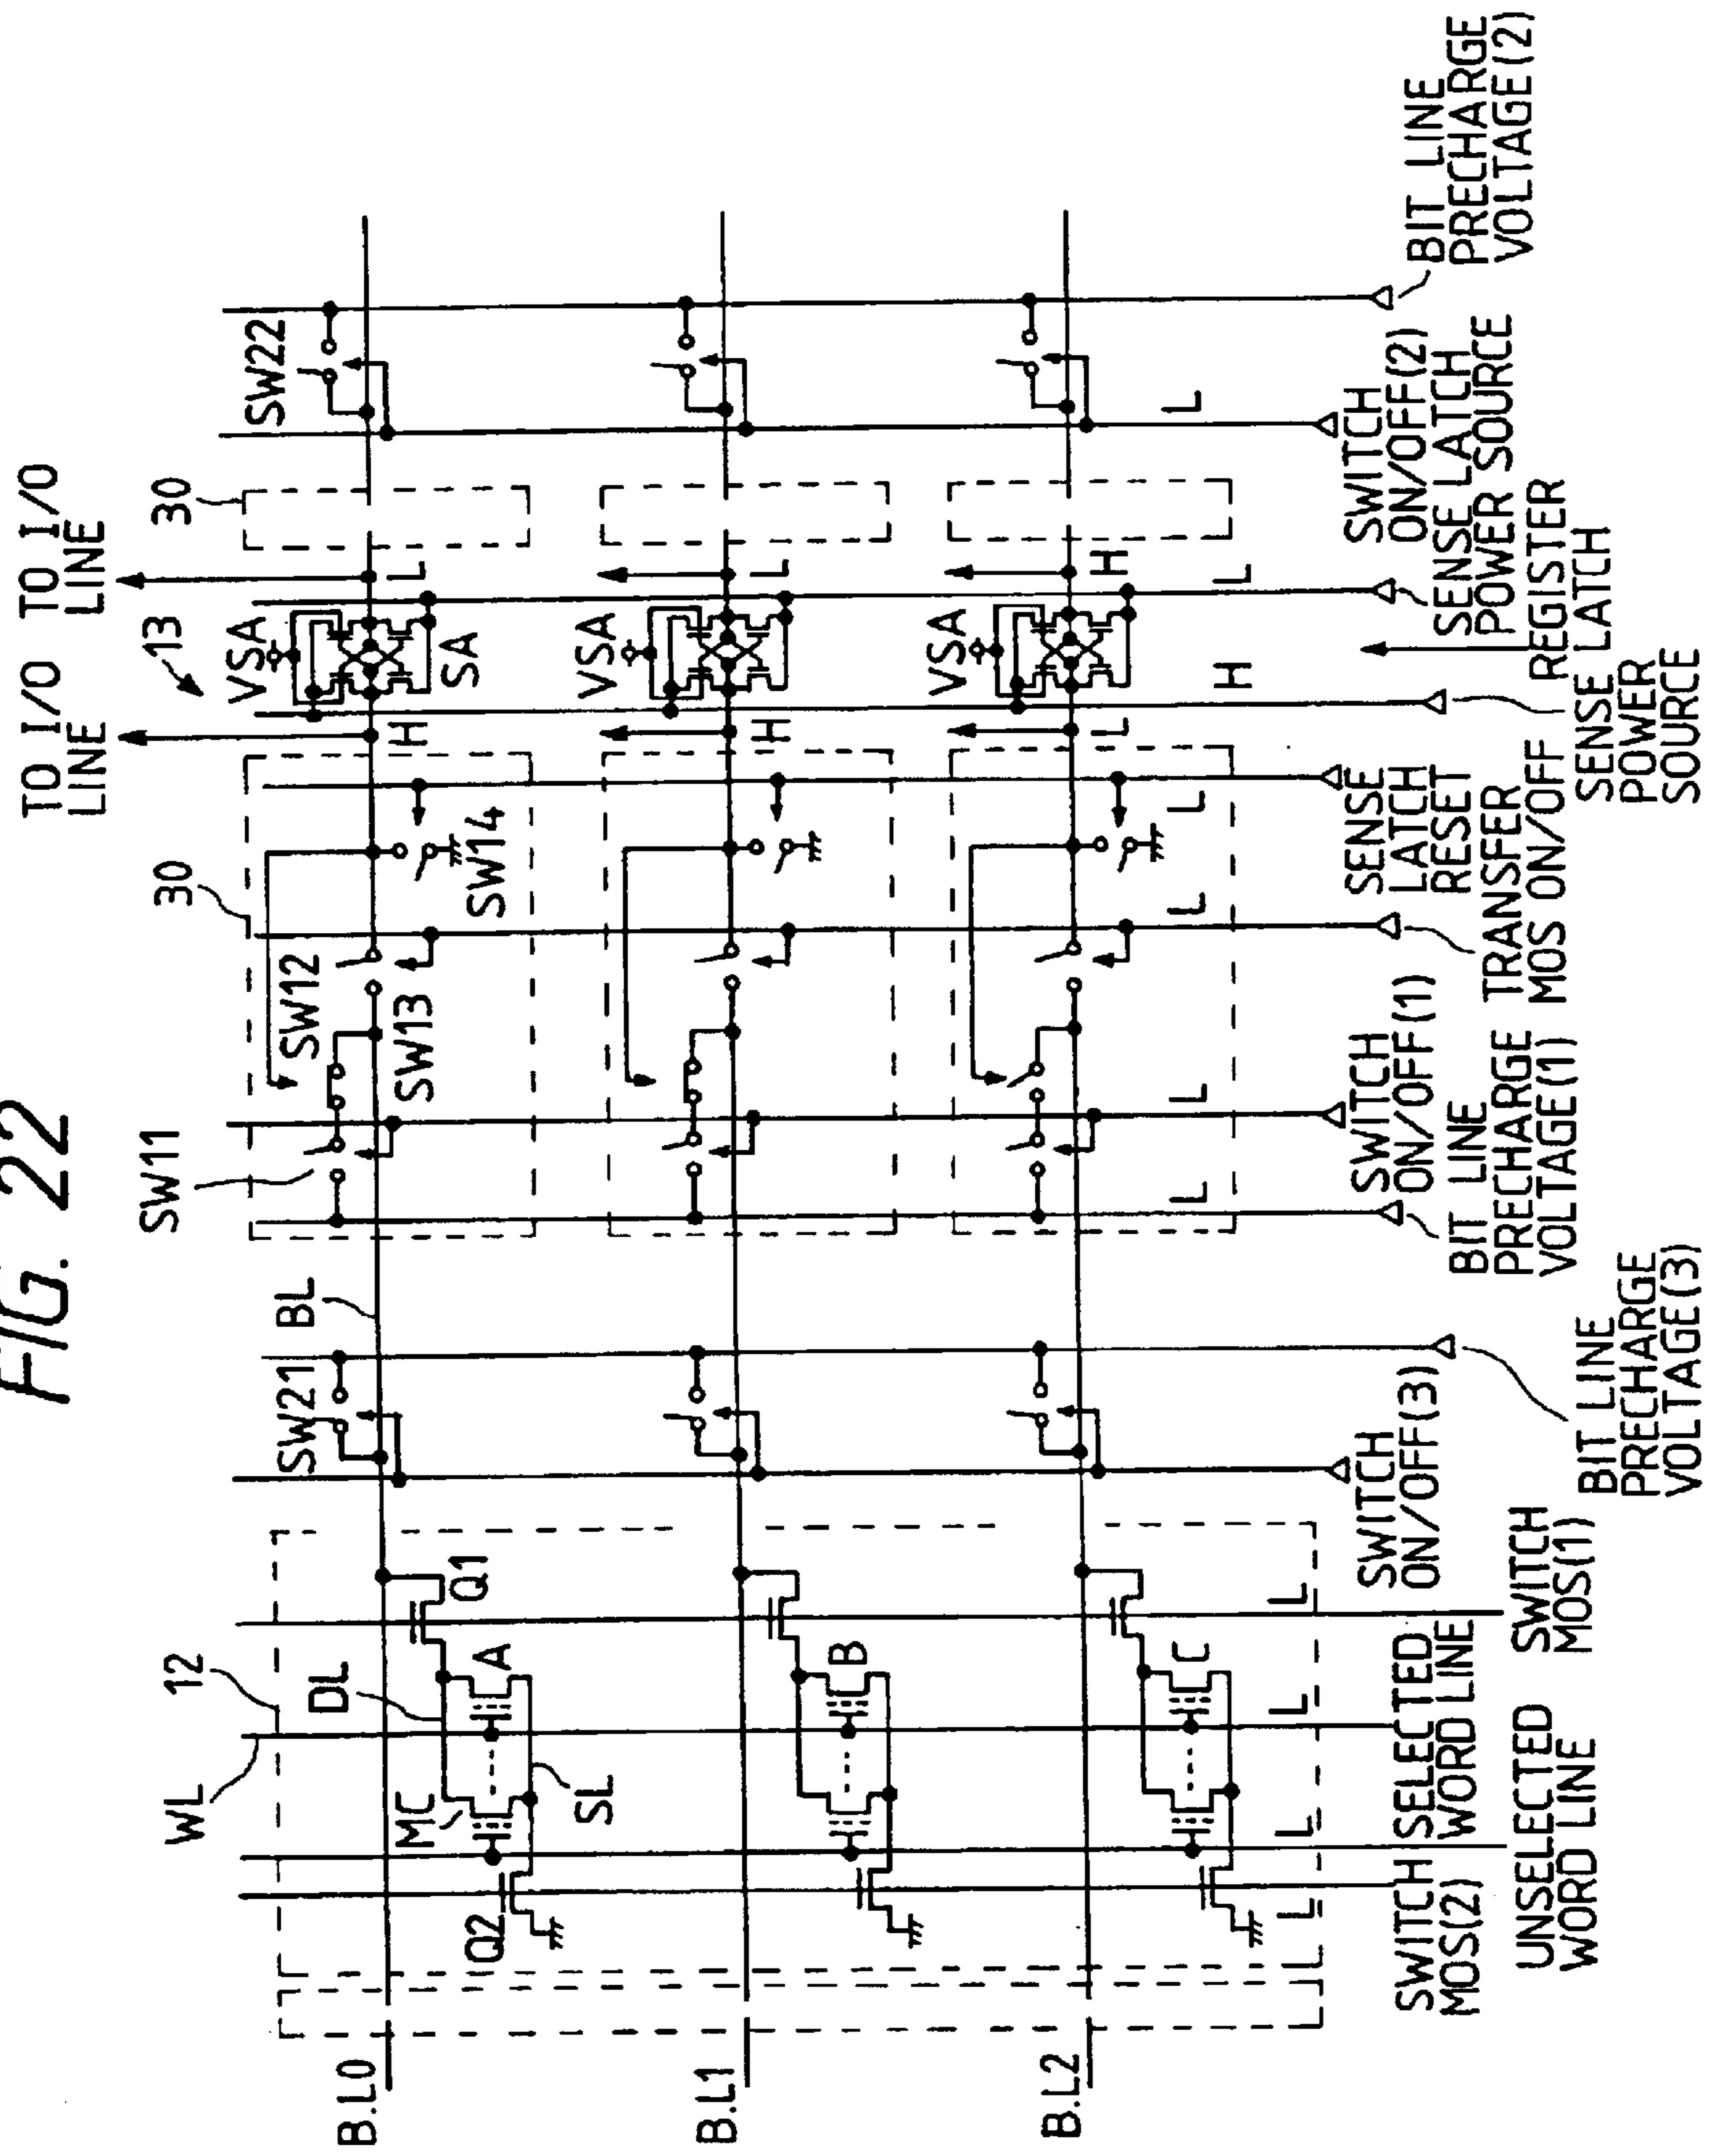 FIG. 22
TO I/O
LINE
TO I/O
LINE
13
30
30
SW11
SW12
SW13
SW14
VSA
SA
SW22
H
L
BL
SW21
12
WL
DL
MC
A
Q1
Q2
SL
B.L0
VSA
H
L
B
B.L1
VSA
L
H
C
B.L2
L
L
L
L
L
L
L
L
H
L
L
SWITCH
MOS(2)
UNSELECTED
WORD LINE
SELECTED
WORD LINE
SWITCH
MOS(1)
SWITCH
ON/OFF(3)
BIT LINE
PRECHARGE
VOLTAGE(3)
BIT LINE
PRECHARGE
VOLTAGE(1)
SWITCH
ON/OFF(1)
TRANSFER
MOS ON/OFF
SENSE
LATCH
RESET
SENSE LATCH
POWER
SOURCE
REGISTER
SENSE LATCH
POWER SOURCE
SWITCH
ON/OFF(2)
BIT LINE
PRECHARGE
VOLTAGE(2)